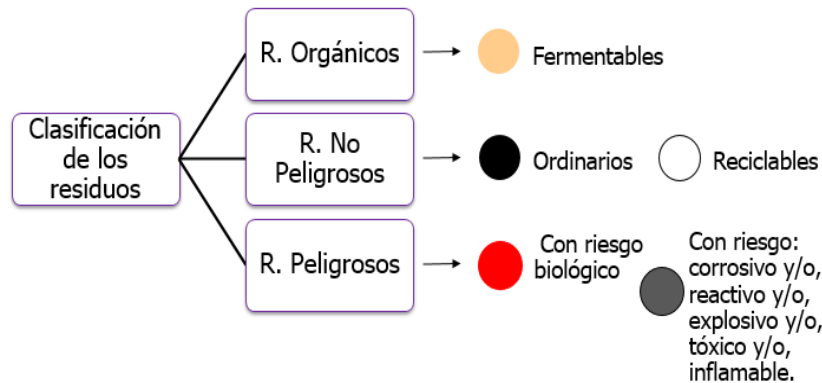 Clasificación
de los
residuos
R. Orgánicos
Fermentables
R. No
Peligrosos
Ordinarios
Reciclables
R. Peligrosos
Con riesgo
biológico
Con riesgo:
corrosivo y/o,
reactivo y/o,
explosivo y/o,
tóxico y/o,
inflamable.